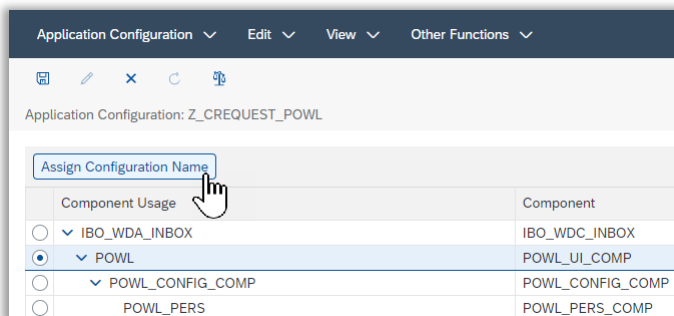 Application Configuration Edit View Other Functions
Application Configuration: Z_CREQUEST_POWL
Assign Configuration Name
Component Usage Component
IBO_WDA_INBOX IBO_WDC_INBOX
POWL POWL_UI_COMP
POWL_CONFIG_COMP POWL_CONFIG_COMP
POWL_PERS POWL_PERS_COMP